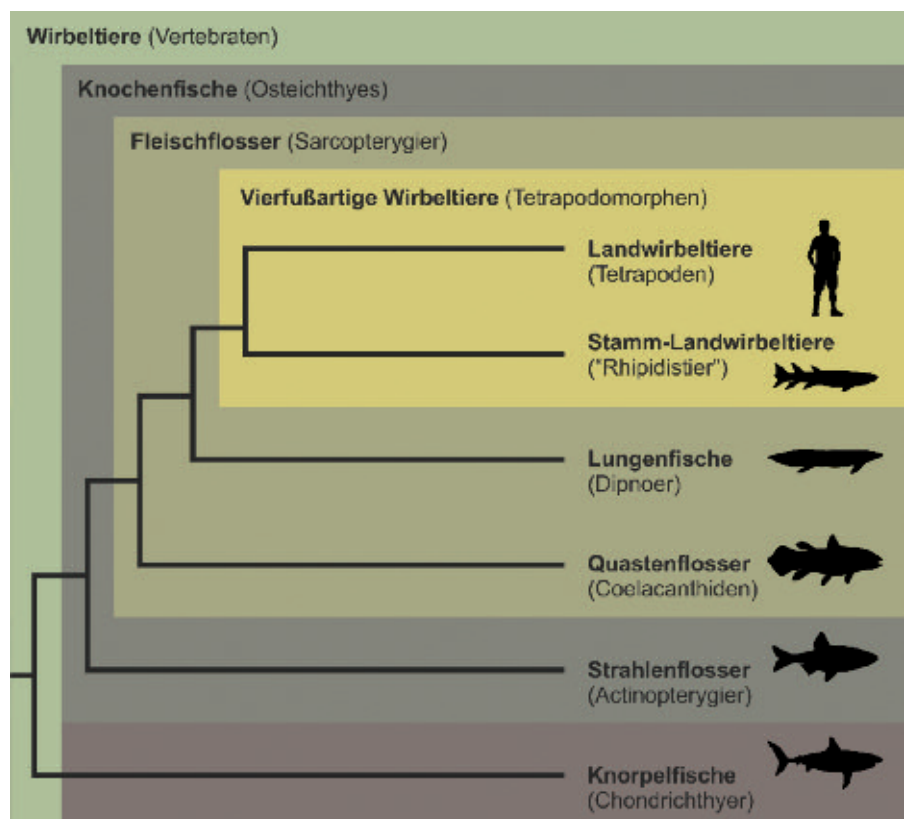 Wirbeltiere (Vertebraten)
Knochenfische (Osteichthyes)
Fleischflosser (Sarcopterygier)
Vierfußartige Wirbeltiere (Tetrapodomorphen)
Landwirbeltiere
(Tetrapoden)
Stamm-Landwirbeltiere
("Rhipidistier")
Lungenfische
(Dipnoer)
Quastenflosser
(Coelacanthiden)
Strahlenflosser
(Actinopterygier)
Knorpelfische
(Chondrichthyer)